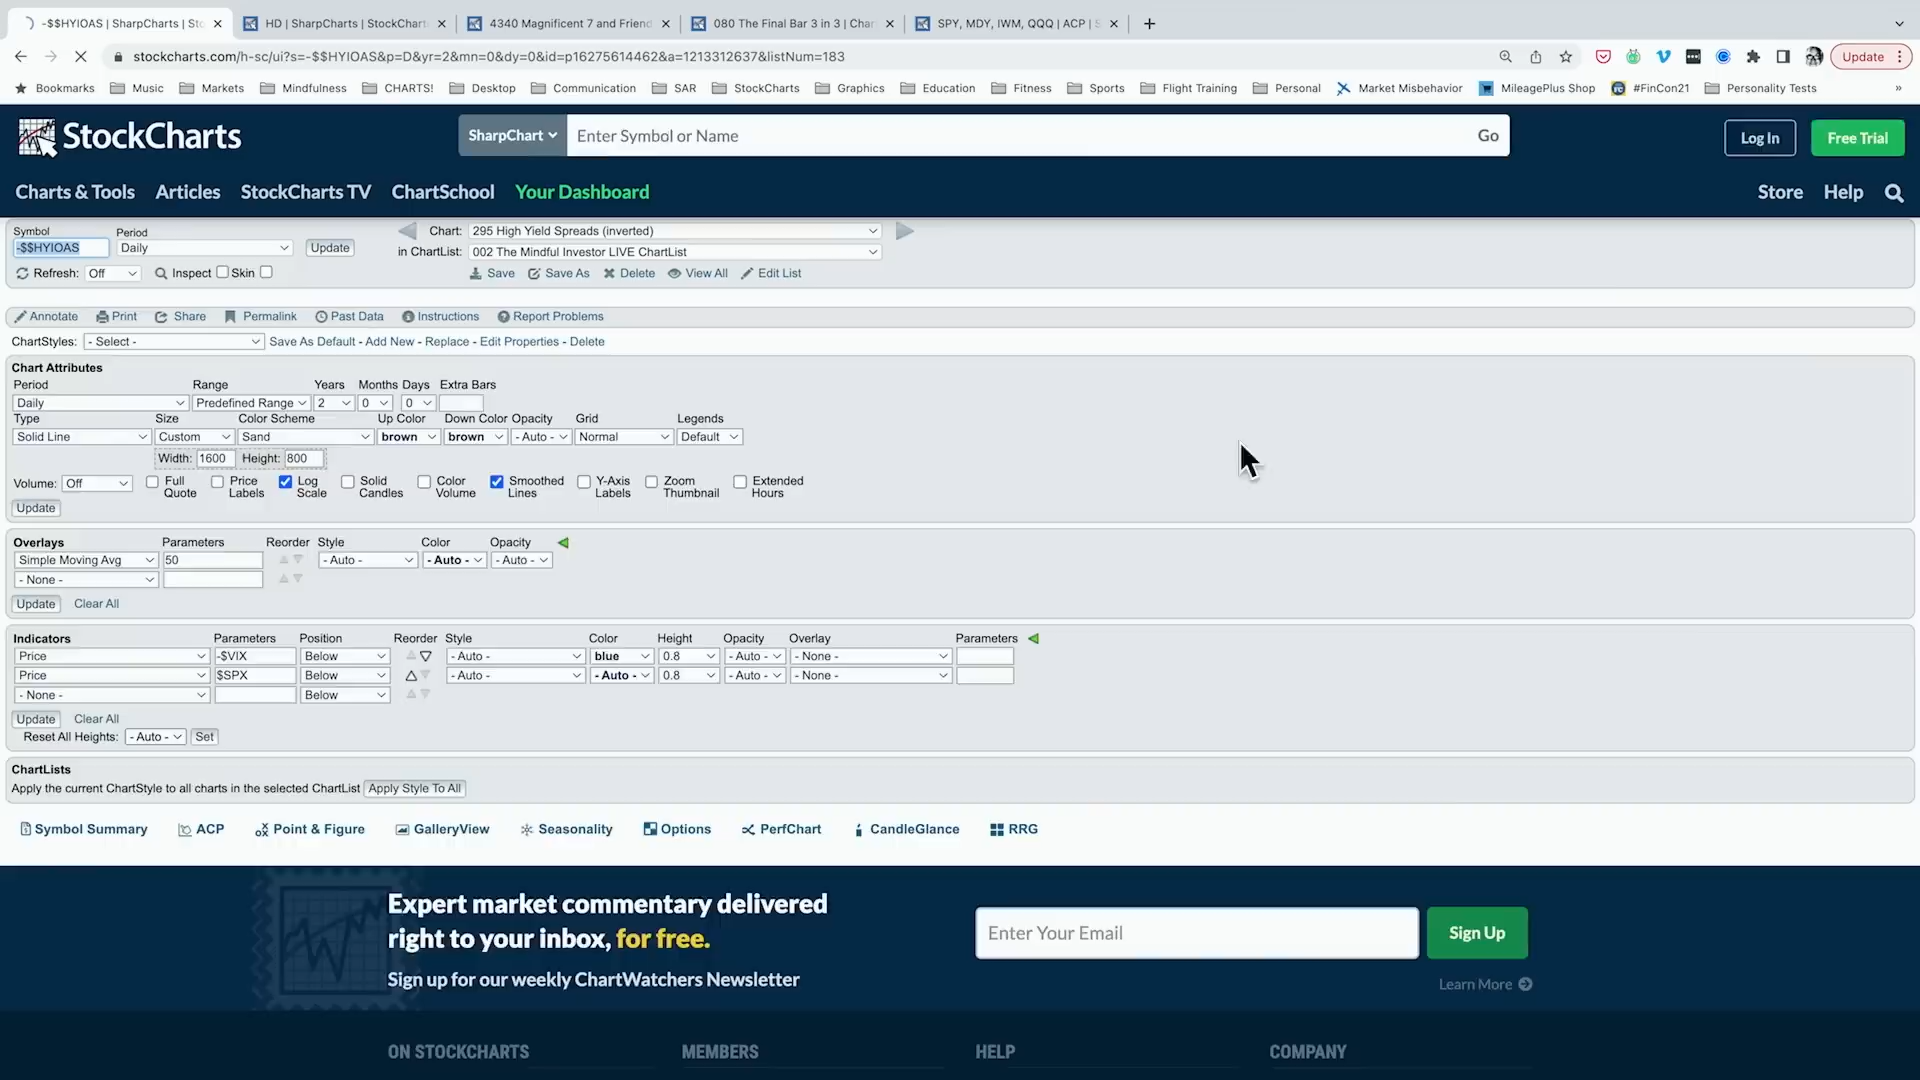 -$$HYIOAS | SharpCharts | Sto
HD | SharpCharts | StockChart
4340 Magnificent 7 and Friend
080 The Final Bar 3 in 3 | Char
SPY, MDY, IWM, QQQ | ACP | S
stockcharts.com/h-sc/ui?s=-$$HYIOAS&p=D&yr=2&mn=0&dy=0&id=p16275614462&a=1213312637&listNum=183
Update
Bookmarks Music Markets Mindfulness CHARTS! Desktop Communication SAR StockCharts Graphics Education Fitness Sports Flight Training Personal Market Misbehavior MileagePlus Shop #FinCon21 Personality Tests »
StockCharts
SharpChart Enter Symbol or Name Go
Log In Free Trial
Charts & Tools Articles StockCharts TV ChartSchool Your Dashboard Store Help
Symbol Period Chart: 295 High Yield Spreads (inverted)
-$$HYIOAS Daily Update in ChartList: 002 The Mindful Investor LIVE ChartList
Refresh: Off Inspect Skin Save Save As Delete View All Edit List
Annotate Print Share Permalink Past Data Instructions Report Problems
ChartStyles: - Select - Save As Default - Add New - Replace - Edit Properties - Delete
Chart Attributes
Period Range Years Months Days Extra Bars
Daily Predefined Range 2 0 0
Type Size Color Scheme Up Color Down Color Opacity Grid Legends
Solid Line Custom Sand brown brown - Auto - Normal Default
Width: 1600 Height: 800
Volume: Off Full Quote Price Labels Log Scale Solid Candles Color Volume Smoothed Lines Y-Axis Labels Zoom Thumbnail Extended Hours
Update
Overlays Parameters Reorder Style Color Opacity
Simple Moving Avg 50 - Auto - - Auto - - Auto -
- None -
Update Clear All
Indicators Parameters Position Reorder Style Color Height Opacity Overlay Parameters
Price -$VIX Below - Auto - blue 0.8 - Auto - - None -
Price $SPX Below - Auto - - Auto - 0.8 - Auto - - None -
- None - Below
Update Clear All
Reset All Heights: - Auto - Set
ChartLists
Apply the current ChartStyle to all charts in the selected ChartList Apply Style To All
Symbol Summary ACP Point & Figure GalleryView Seasonality Options PerfChart CandleGlance RRG
Expert market commentary delivered
right to your inbox, for free.
Sign up for our weekly ChartWatchers Newsletter
Enter Your Email Sign Up
Learn More
ON STOCKCHARTS MEMBERS HELP COMPANY